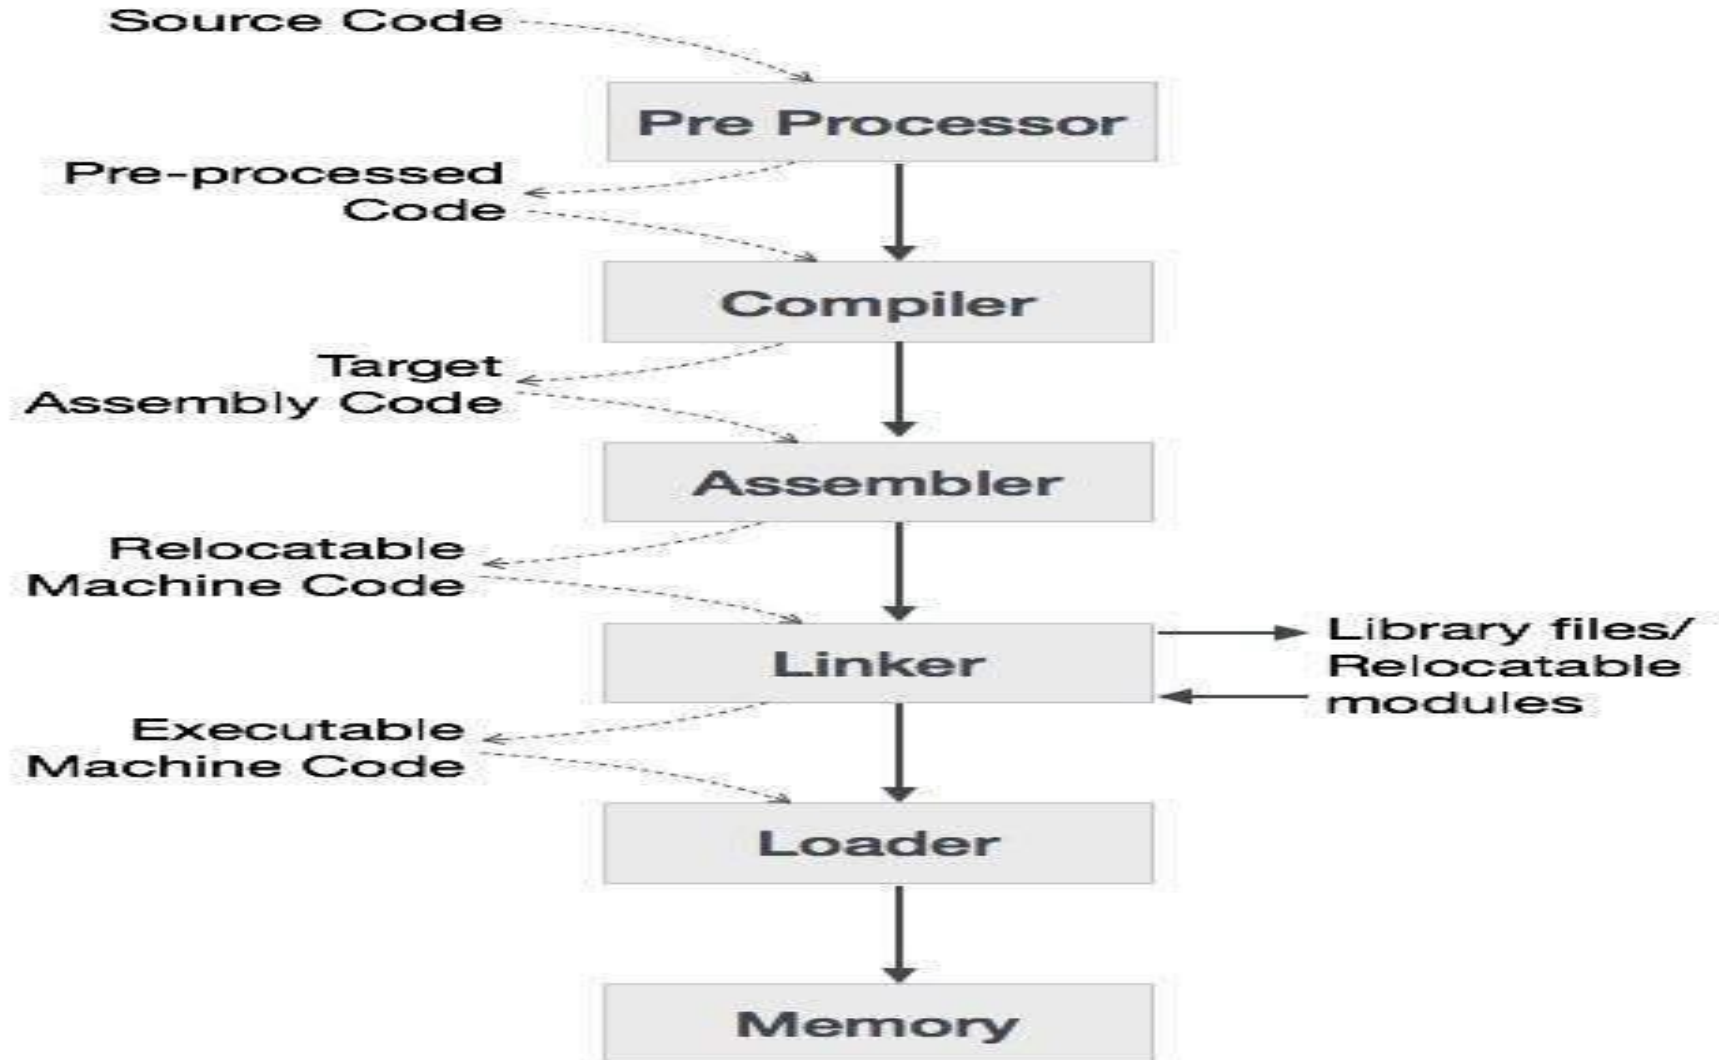 Source Code
Pre Processor
Pre-processed
Code
Compiler
Target
Assembly Code
Assembler
Relocatable
Machine Code
Linker
Library files/
Relocatable
modules
Executable
Machine Code
Loader
Memory